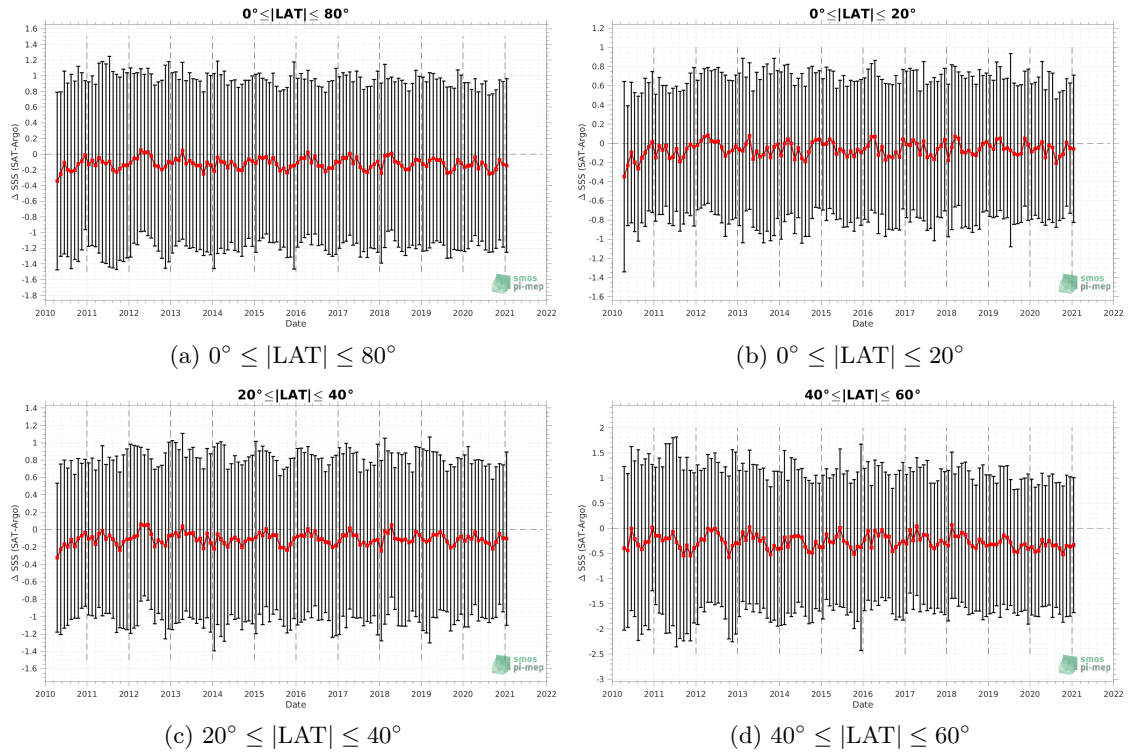 0°≤|LAT|≤ 80°
Δ SSS (SAT-Argo)
1.6
1.4
1.2
1
0.8
0.6
0.4
0.2
0
-0.2
-0.4
-0.6
-0.8
-1
-1.2
-1.4
-1.6
-1.8
smos
pi-mep
2010 2011 2012 2013 2014 2015 2016 2017 2018 2019 2020 2021 2022
Date
(a) 0° ≤ |LAT| ≤ 80°
0°≤|LAT|≤ 20°
Δ SSS (SAT-Argo)
1.2
1
0.8
0.6
0.4
0.2
0
-0.2
-0.4
-0.6
-0.8
-1
-1.2
-1.4
-1.6
smos
pi-mep
2010 2011 2012 2013 2014 2015 2016 2017 2018 2019 2020 2021 2022
Date
(b) 0° ≤ |LAT| ≤ 20°
20°≤|LAT|≤ 40°
Δ SSS (SAT-Argo)
1.4
1.2
1
0.8
0.6
0.4
0.2
0
-0.2
-0.4
-0.6
-0.8
-1
-1.2
-1.4
-1.6
smos
pi-mep
2010 2011 2012 2013 2014 2015 2016 2017 2018 2019 2020 2021 2022
Date
(c) 20° ≤ |LAT| ≤ 40°
40°≤|LAT|≤ 60°
Δ SSS (SAT-Argo)
2
1.5
1
0.5
0
-0.5
-1
-1.5
-2
-2.5
-3
smos
pi-mep
2010 2011 2012 2013 2014 2015 2016 2017 2018 2019 2020 2021 2022
Date
(d) 40° ≤ |LAT| ≤ 60°